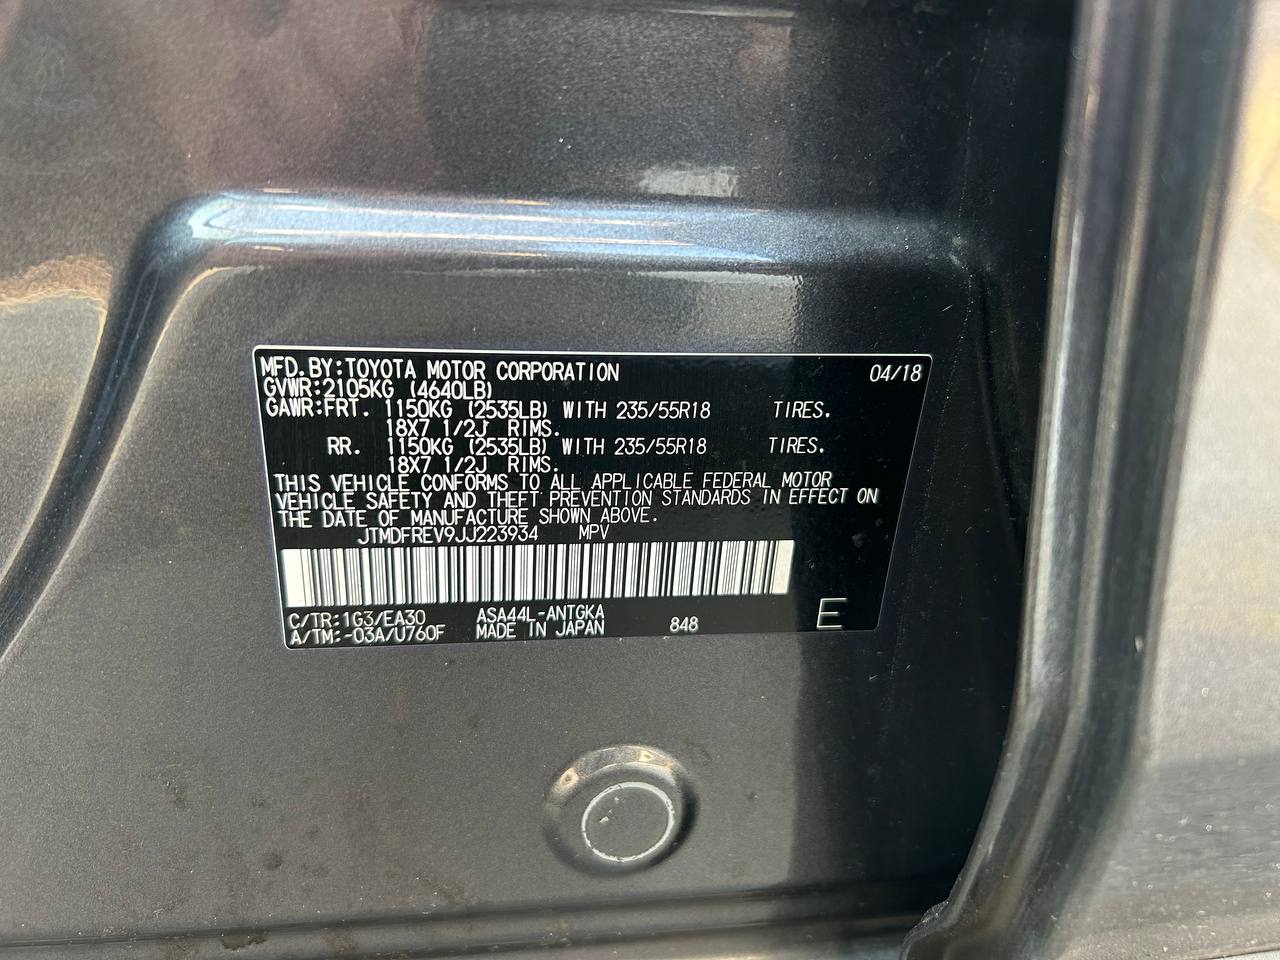 MFD.BY:TOYOTA MOTOR CORPORATION 04/18
GVWR:2105KG (4640LB)
GAWR:FRT. 1150KG (2535LB) WITH 235/55R18 TIRES.
18X7 1/2J RIMS.
RR. 1150KG (2535LB) WITH 235/55R18 TIRES.
18X7 1/2J RIMS.
THIS VEHICLE CONFORMS TO ALL APPLICABLE FEDERAL MOTOR
VEHICLE SAFETY AND THEFT PREVENTION STANDARDS IN EFFECT ON
THE DATE OF MANUFACTURE SHOWN ABOVE.
JTMDFREV9JJ223934 MPV
C/TR:1G3/EA30 ASA44L-ANTGKA
A/TM:-03A/U760F MADE IN JAPAN 848 E